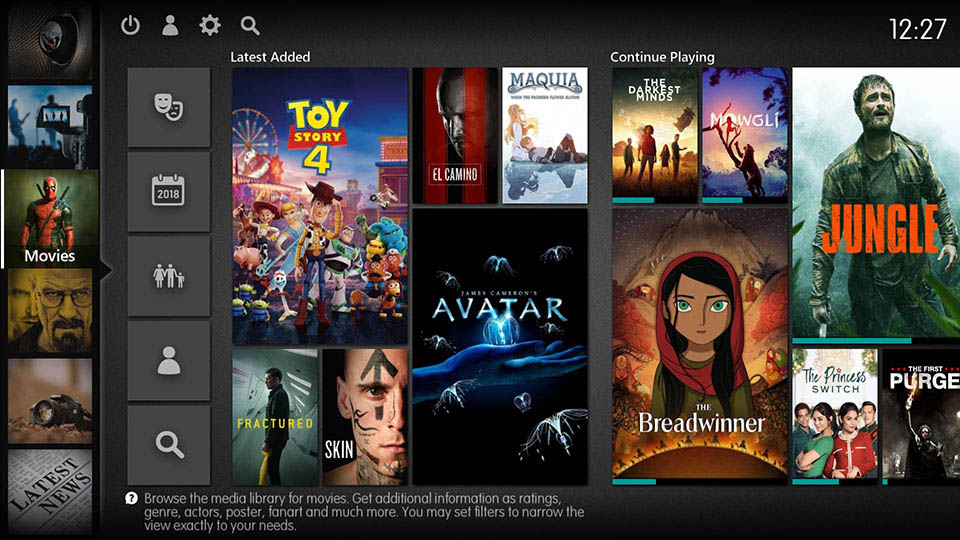 12:27
Latest Added
Continue Playing
TOY
STORY
4
EL CAMINO
MAQUIA
WHEN THE PROMISED FLOWER BLOOMS
THE
DARKEST
MINDS
MOWGLI
JUNGLE
2018
Movies
JAMES CAMERON'S
AVATAR
FRACTURED
SKIN
THE
Breadwinner
The Princess
SWITCH
THE FIRST
PURGE
LATEST
NEWS
Browse the media library for movies. Get additional information as ratings,
genre, actors, poster, fanart and much more. You may set filters to narrow the
view exactly to your needs.